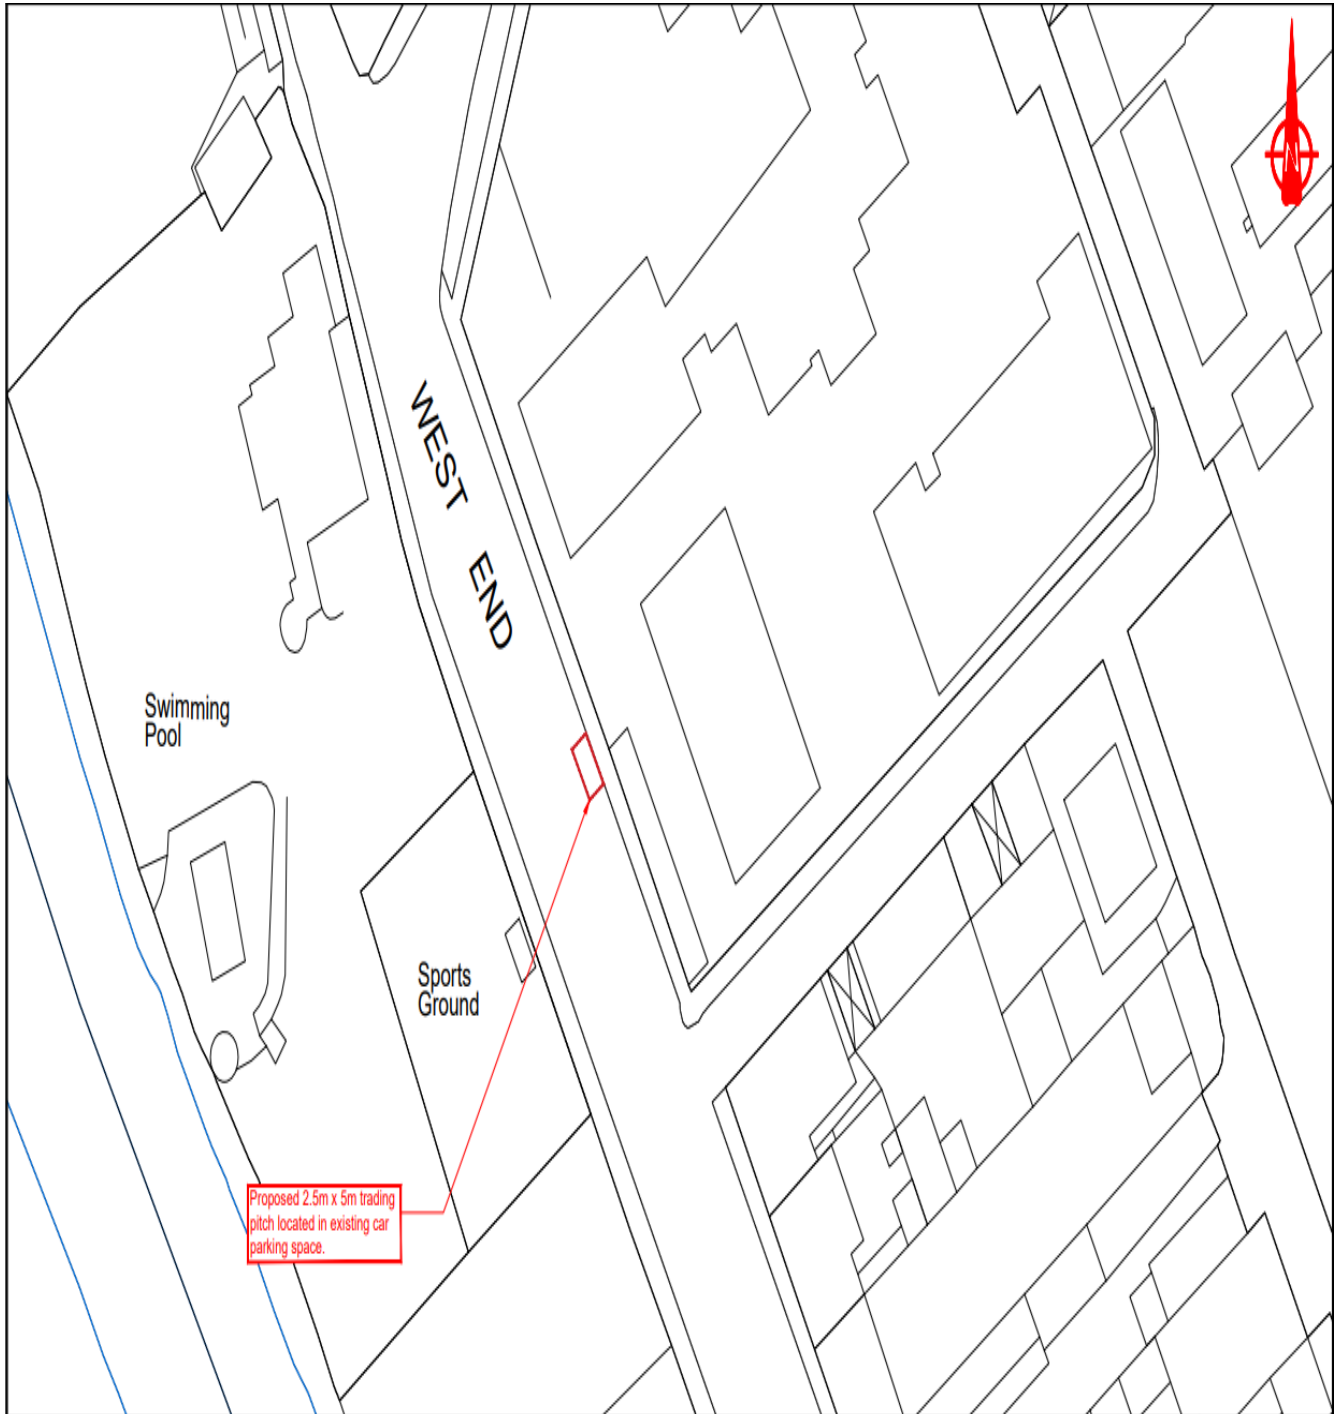 WEST END
Swimming
Pool
Sports
Ground
Proposed 2.5m x 5m trading
pitch located in existing car
parking space.
N